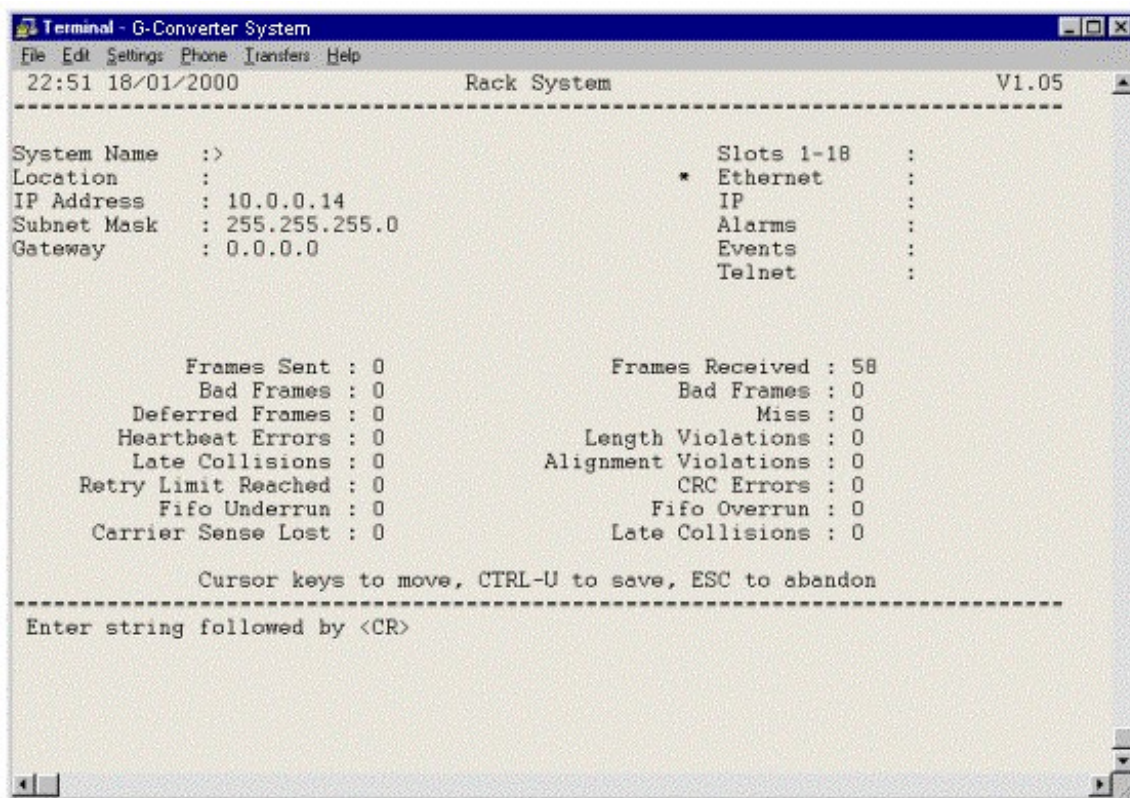 Terminal - G-Converter System
File Edit Settings Phone Transfers Help
22:51 18/01/2000 Rack System V1.05
System Name :> Slots 1-18 :
Location : * Ethernet :
IP Address : 10.0.0.14 IP :
Subnet Mask : 255.255.255.0 Alarms :
Gateway : 0.0.0.0 Events :
Telnet :
Frames Sent : 0 Frames Received : 58
Bad Frames : 0 Bad Frames : 0
Deferred Frames : 0 Miss : 0
Heartbeat Errors : 0 Length Violations : 0
Late Collisions : 0 Alignment Violations : 0
Retry Limit Reached : 0 CRC Errors : 0
Fifo Underrun : 0 Fifo Overrun : 0
Carrier Sense Lost : 0 Late Collisions : 0
Cursor keys to move, CTRL-U to save, ESC to abandon
Enter string followed by <CR>